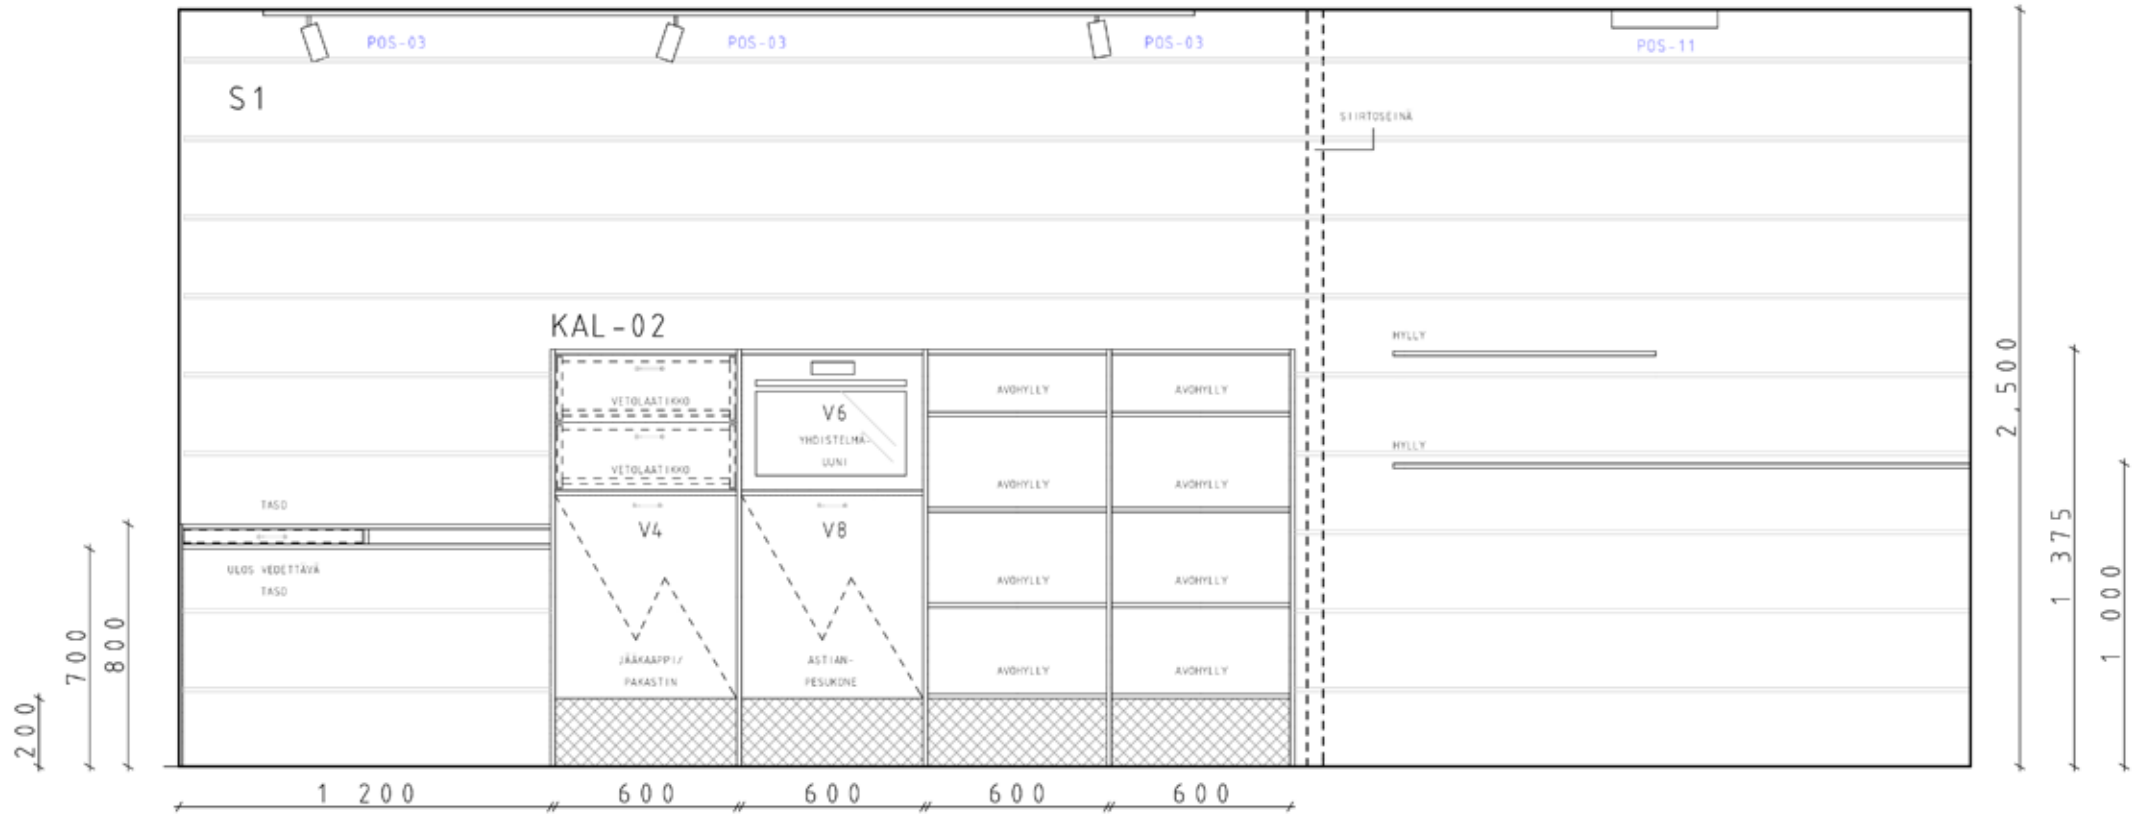 POS-03
POS-03
POS-03
POS-11
S1
SIIRTOSEINÄ
KAL-02
HYLLY
HYLLY
VETOLAATIKKO
VETOLAATIKKO
V6
YHDISTELMÄ-
UUNI
AVOHYLLY
AVOHYLLY
AVOHYLLY
AVOHYLLY
AVOHYLLY
AVOHYLLY
AVOHYLLY
AVOHYLLY
TASO
ULOS VEDETTÄVÄ
TASO
V4
V8
JÄÄKAAPPI/
PAKASTIN
ASTIAN-
PESUKONE
200
700
800
2,500
1 375
1 000
1 200
600
600
600
600